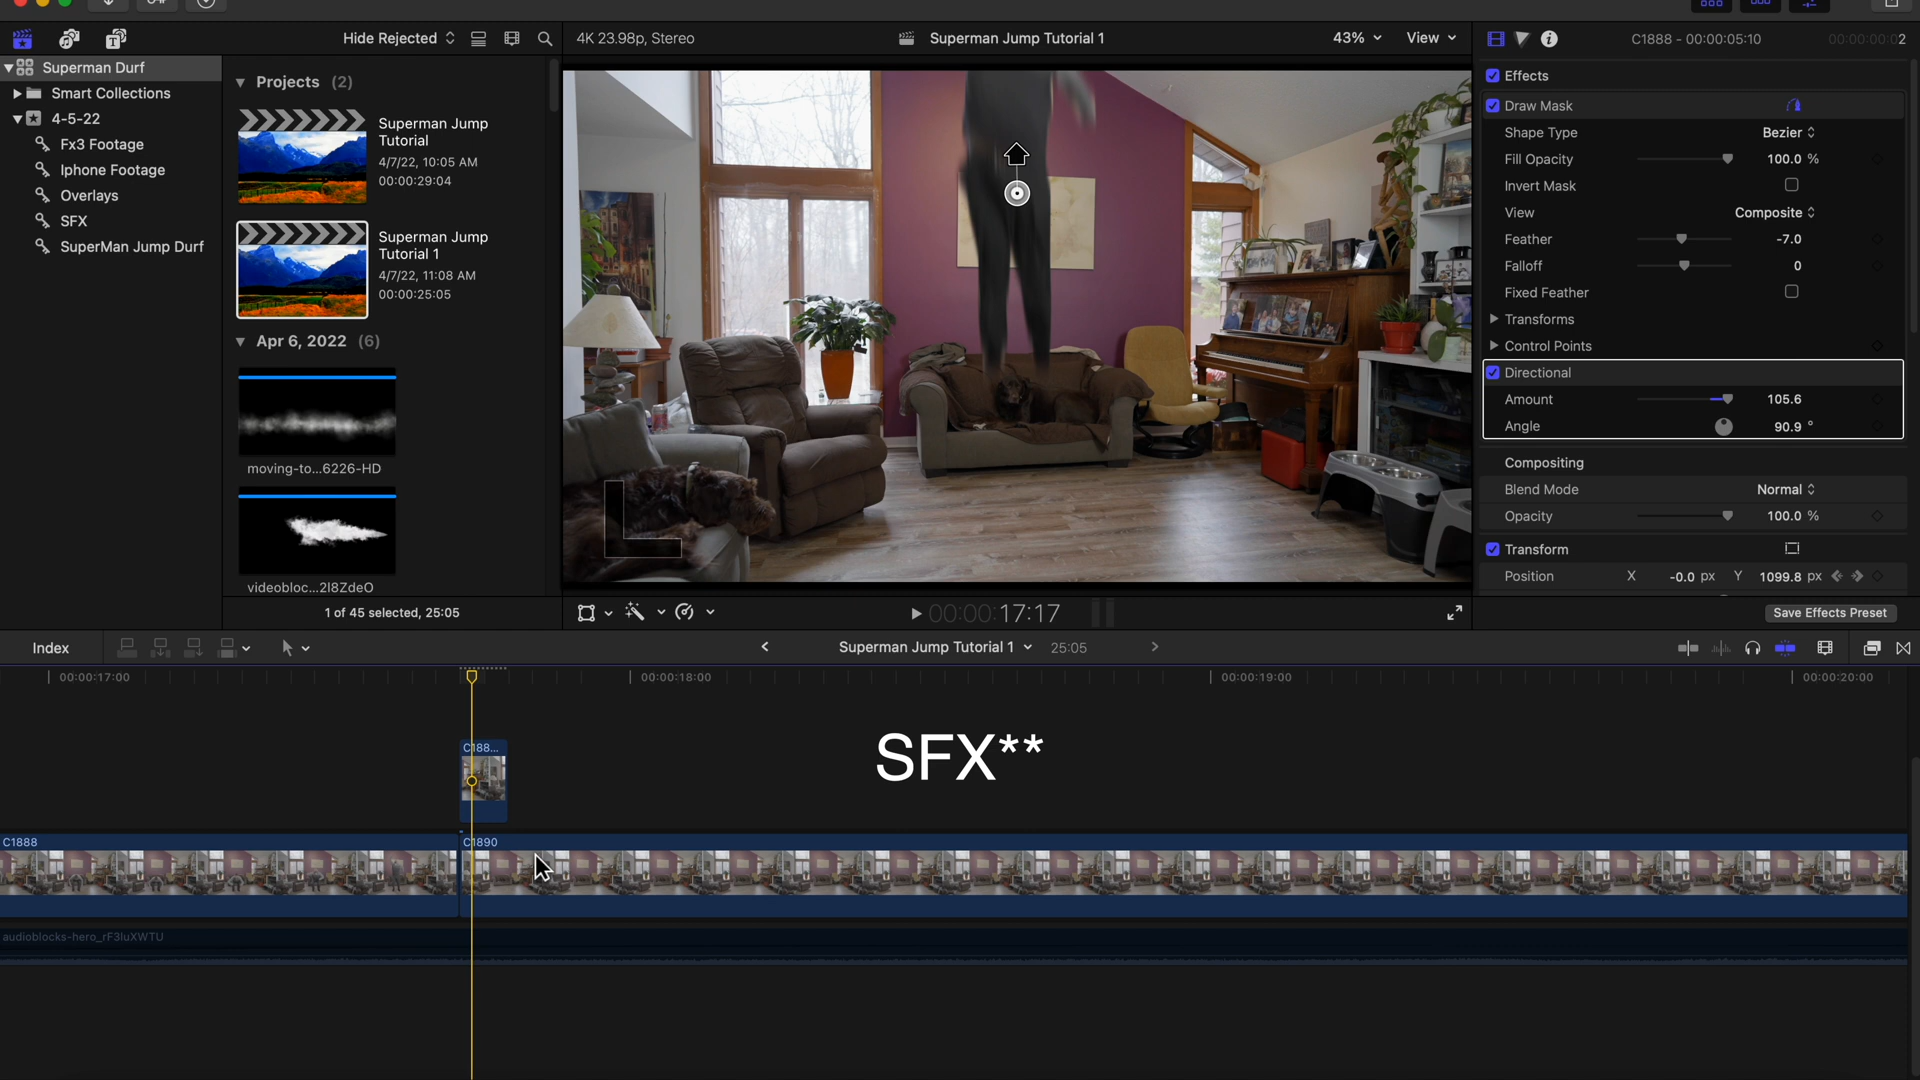 Hide Rejected
4K 23.98p, Stereo
Superman Jump Tutorial 1
43%
View
C1888 - 00:00:05:10
00:00:00:02
Superman Durf
Smart Collections
4-5-22
Fx3 Footage
Iphone Footage
Overlays
SFX
SuperMan Jump Durf
Projects (2)
Superman Jump
Tutorial
4/7/22, 10:05 AM
00:00:29:04
Superman Jump
Tutorial 1
4/7/22, 11:08 AM
00:00:25:05
Apr 6, 2022 (6)
moving-to...6226-HD
videobloc...2I8ZdeO
1 of 45 selected, 25:05
00:00:17:17
Effects
Draw Mask
Shape Type Bezier
Fill Opacity 100.0 %
Invert Mask
View Composite
Feather -7.0
Falloff 0
Fixed Feather
Transforms
Control Points
Directional
Amount 105.6
Angle 90.9 °
Compositing
Blend Mode Normal
Opacity 100.0 %
Transform
Position X -0.0 px Y 1099.8 px
Save Effects Preset
Index
Superman Jump Tutorial 1 25:05
00:00:17:00 00:00:18:00 00:00:19:00 00:00:20:00
C188...
SFX**
C1888
C1890
audioblocks-hero_rF3luXWTU